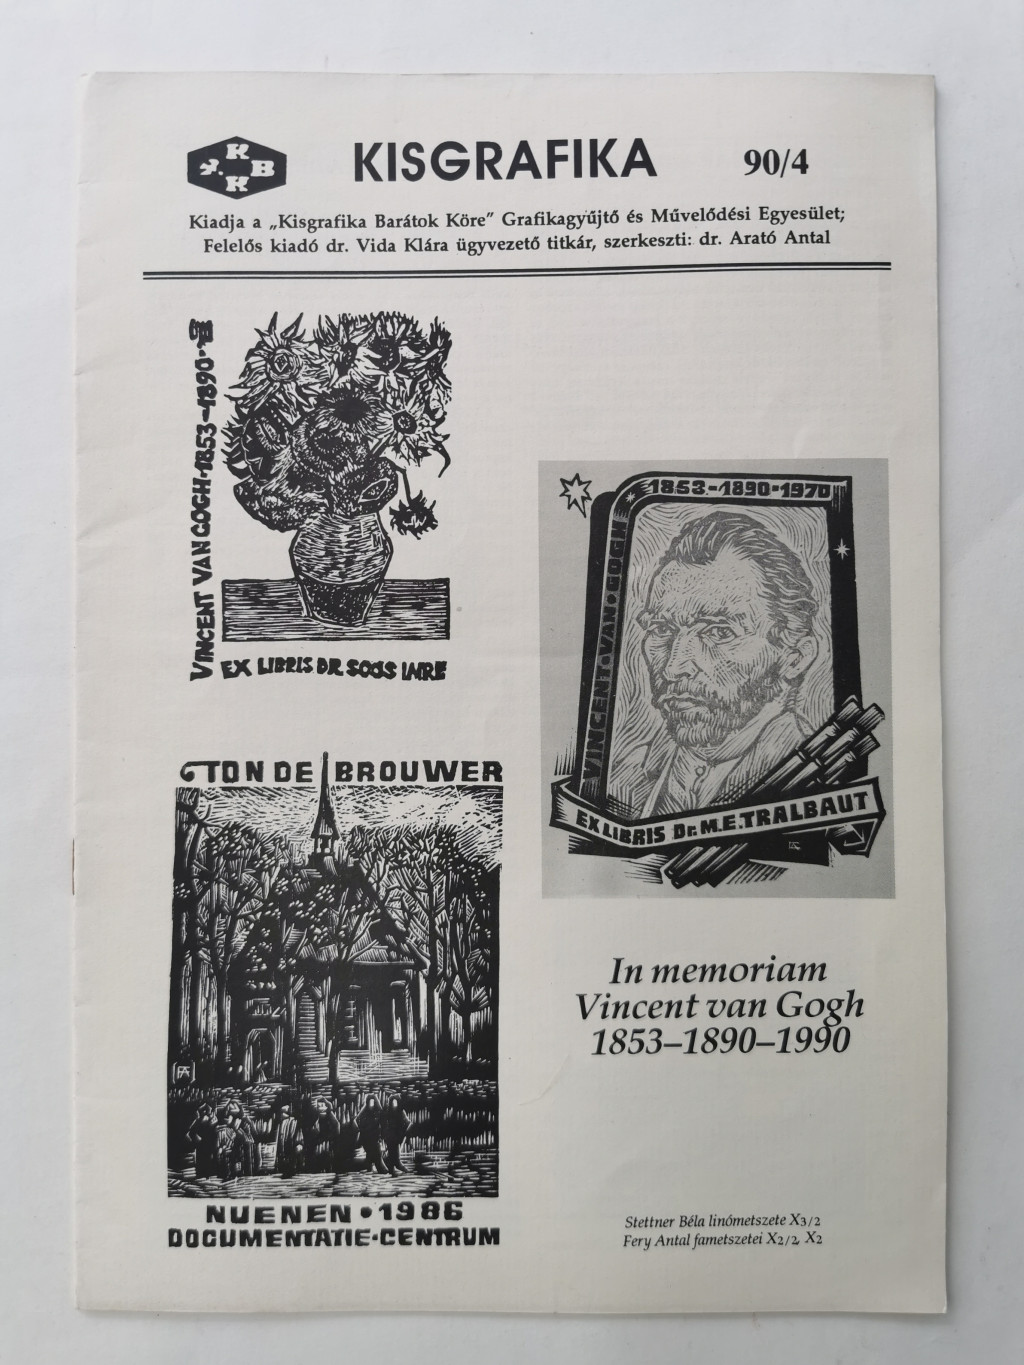 K
K B
K
KISGRAFIKA 90/4
Kiadja a „Kisgrafika Barátok Köre” Grafikagyűjtő és Művelődési Egyesület;
Felelős kiadó dr. Vida Klára ügyvezető titkár, szerkeszti: dr. Arató Antal
VINCENT VAN GOGH·1853–1890·
EX LIBRIS DR. SOÓS IMRE
1853-1890-1970
VINCENT·VAN·GOGH
EX LIBRIS Dr. M.E. TRALBAUT
TON DE BROUWER
NUENEN • 1986
DOCUMENTATIE-CENTRUM
In memoriam
Vincent van Gogh
1853–1890–1990
Stettner Béla linómetszete X3/2
Fery Antal fametszetei X2/2, X2